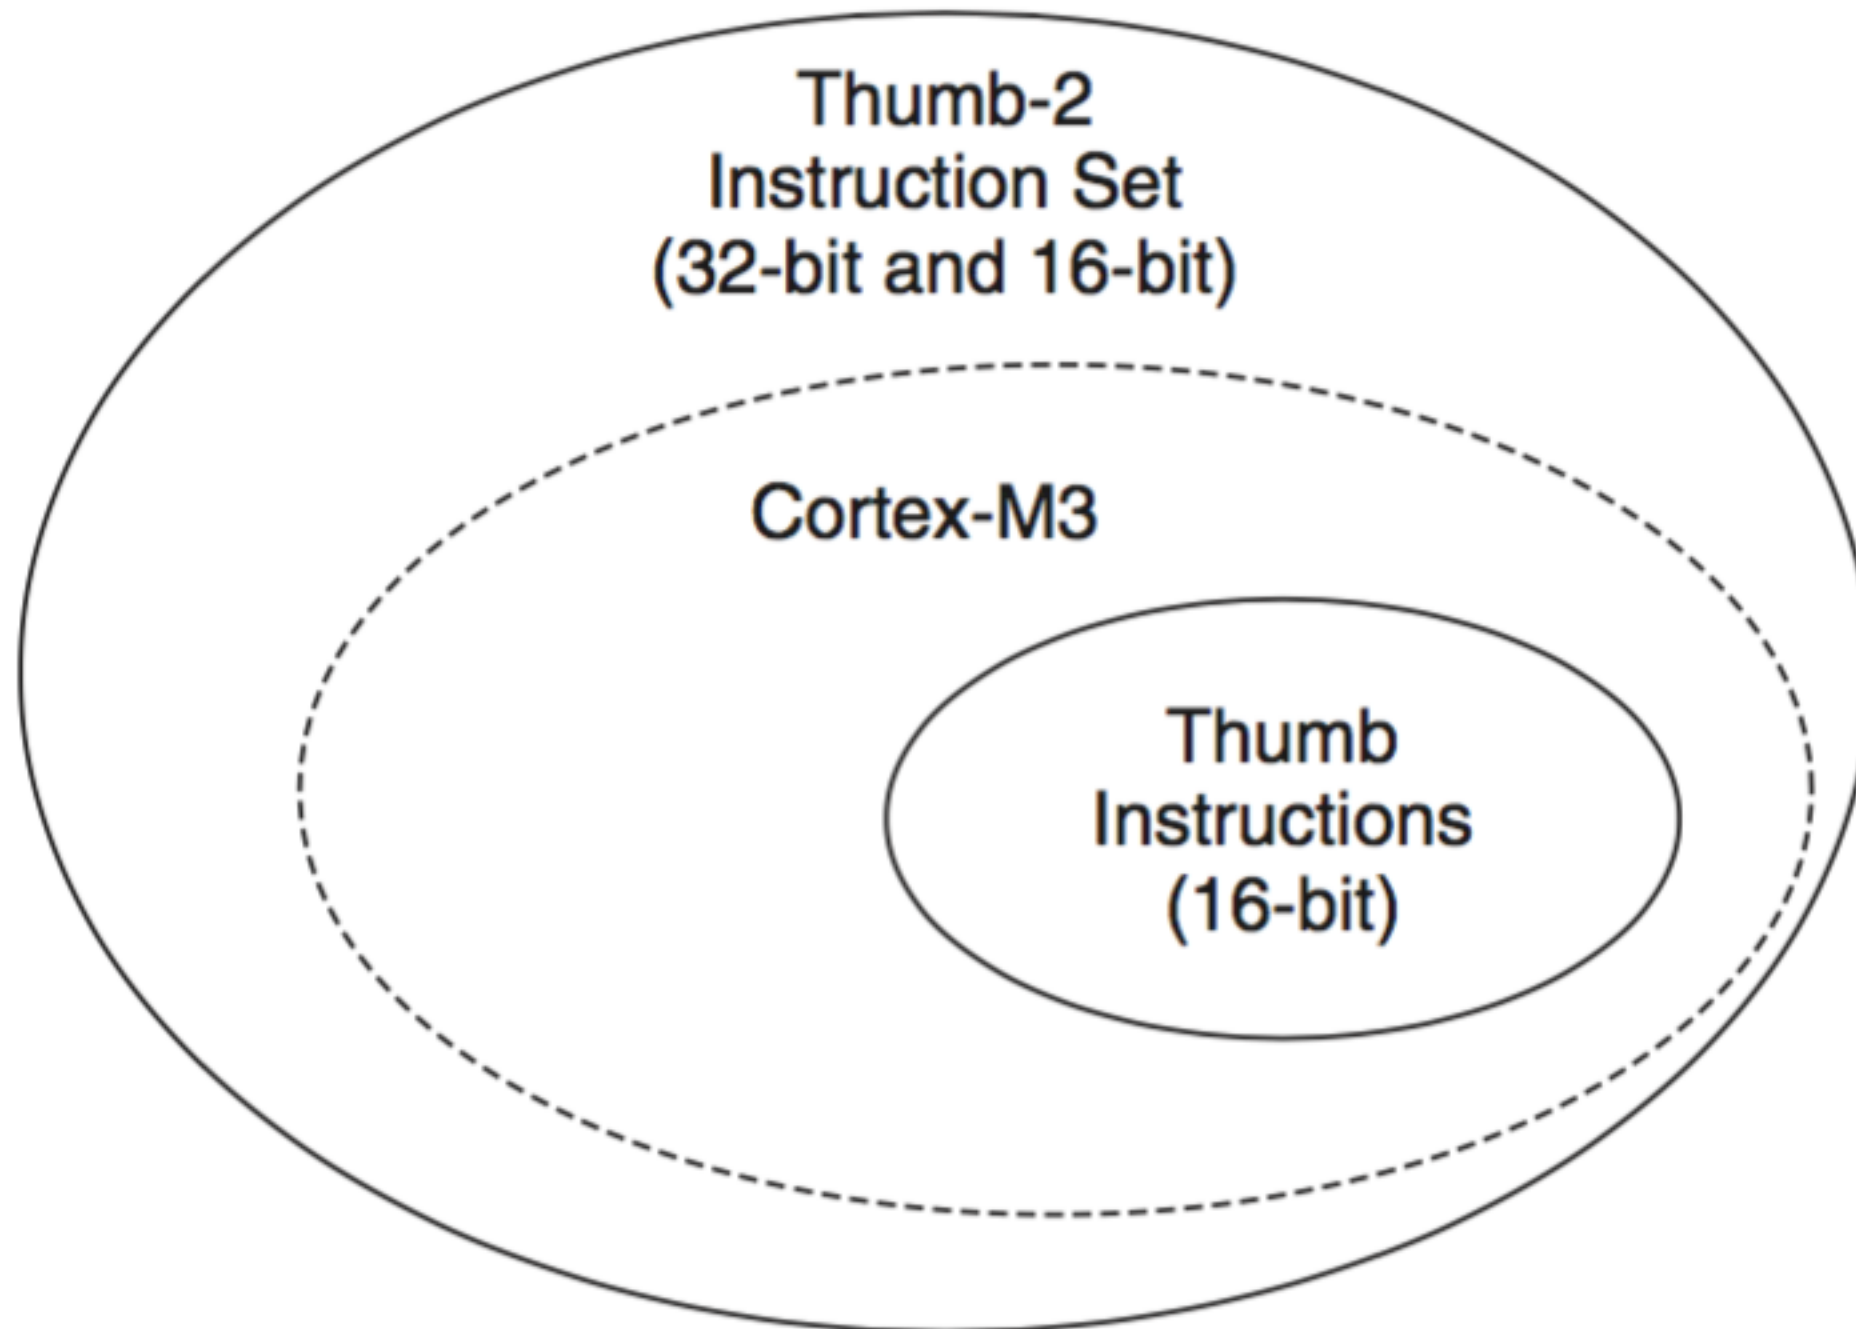 Thumb-2
Instruction Set
(32-bit and 16-bit)
Cortex-M3
Thumb
Instructions
(16-bit)